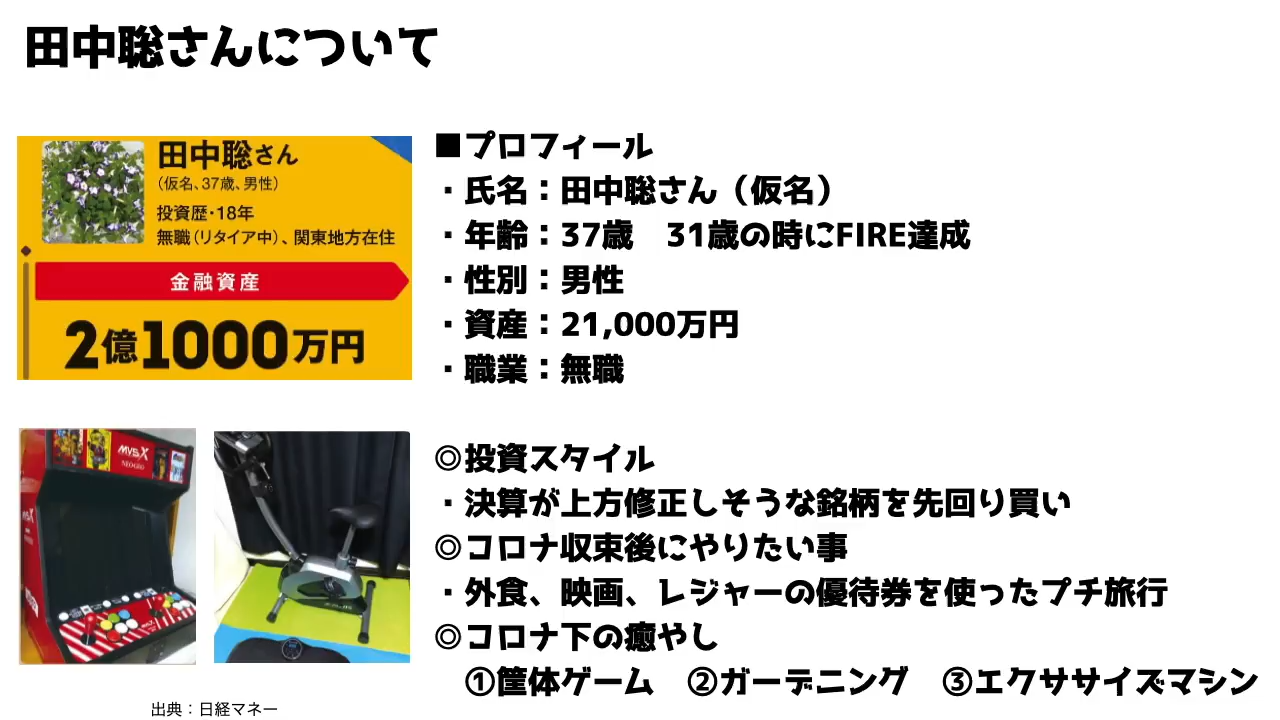 田中聡さんについて
田中聡さん
(仮名、37歳、男性)
投資歴・18年
無職(リタイア中)、関東地方在住
金融資産
2億1000万円
■プロフィール
・氏名：田中聡さん（仮名）
・年齢：37歳　31歳の時にFIRE達成
・性別：男性
・資産：21,000万円
・職業：無職
◎投資スタイル
・決算が上方修正しそうな銘柄を先回り買い
◎コロナ収束後にやりたい事
・外食、映画、レジャーの優待券を使ったプチ旅行
◎コロナ下の癒やし
①筐体ゲーム　②ガーデニング　③エクササイズマシン
MVSX
NEOGEO
出典：日経マネー